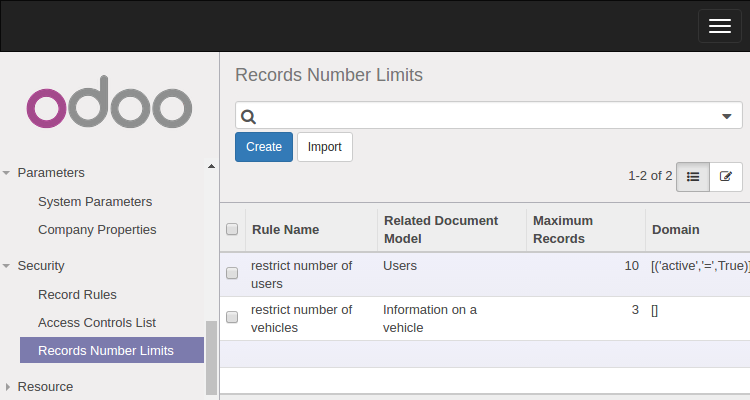 odoo
Parameters
System Parameters
Company Properties
Security
Record Rules
Access Controls List
Records Number Limits
Resource
Records Number Limits
Create Import
1-2 of 2
Rule Name Related Document Model Maximum Records Domain
restrict number of users Users 10 [('active','=',True)]
restrict number of vehicles Information on a vehicle 3 []